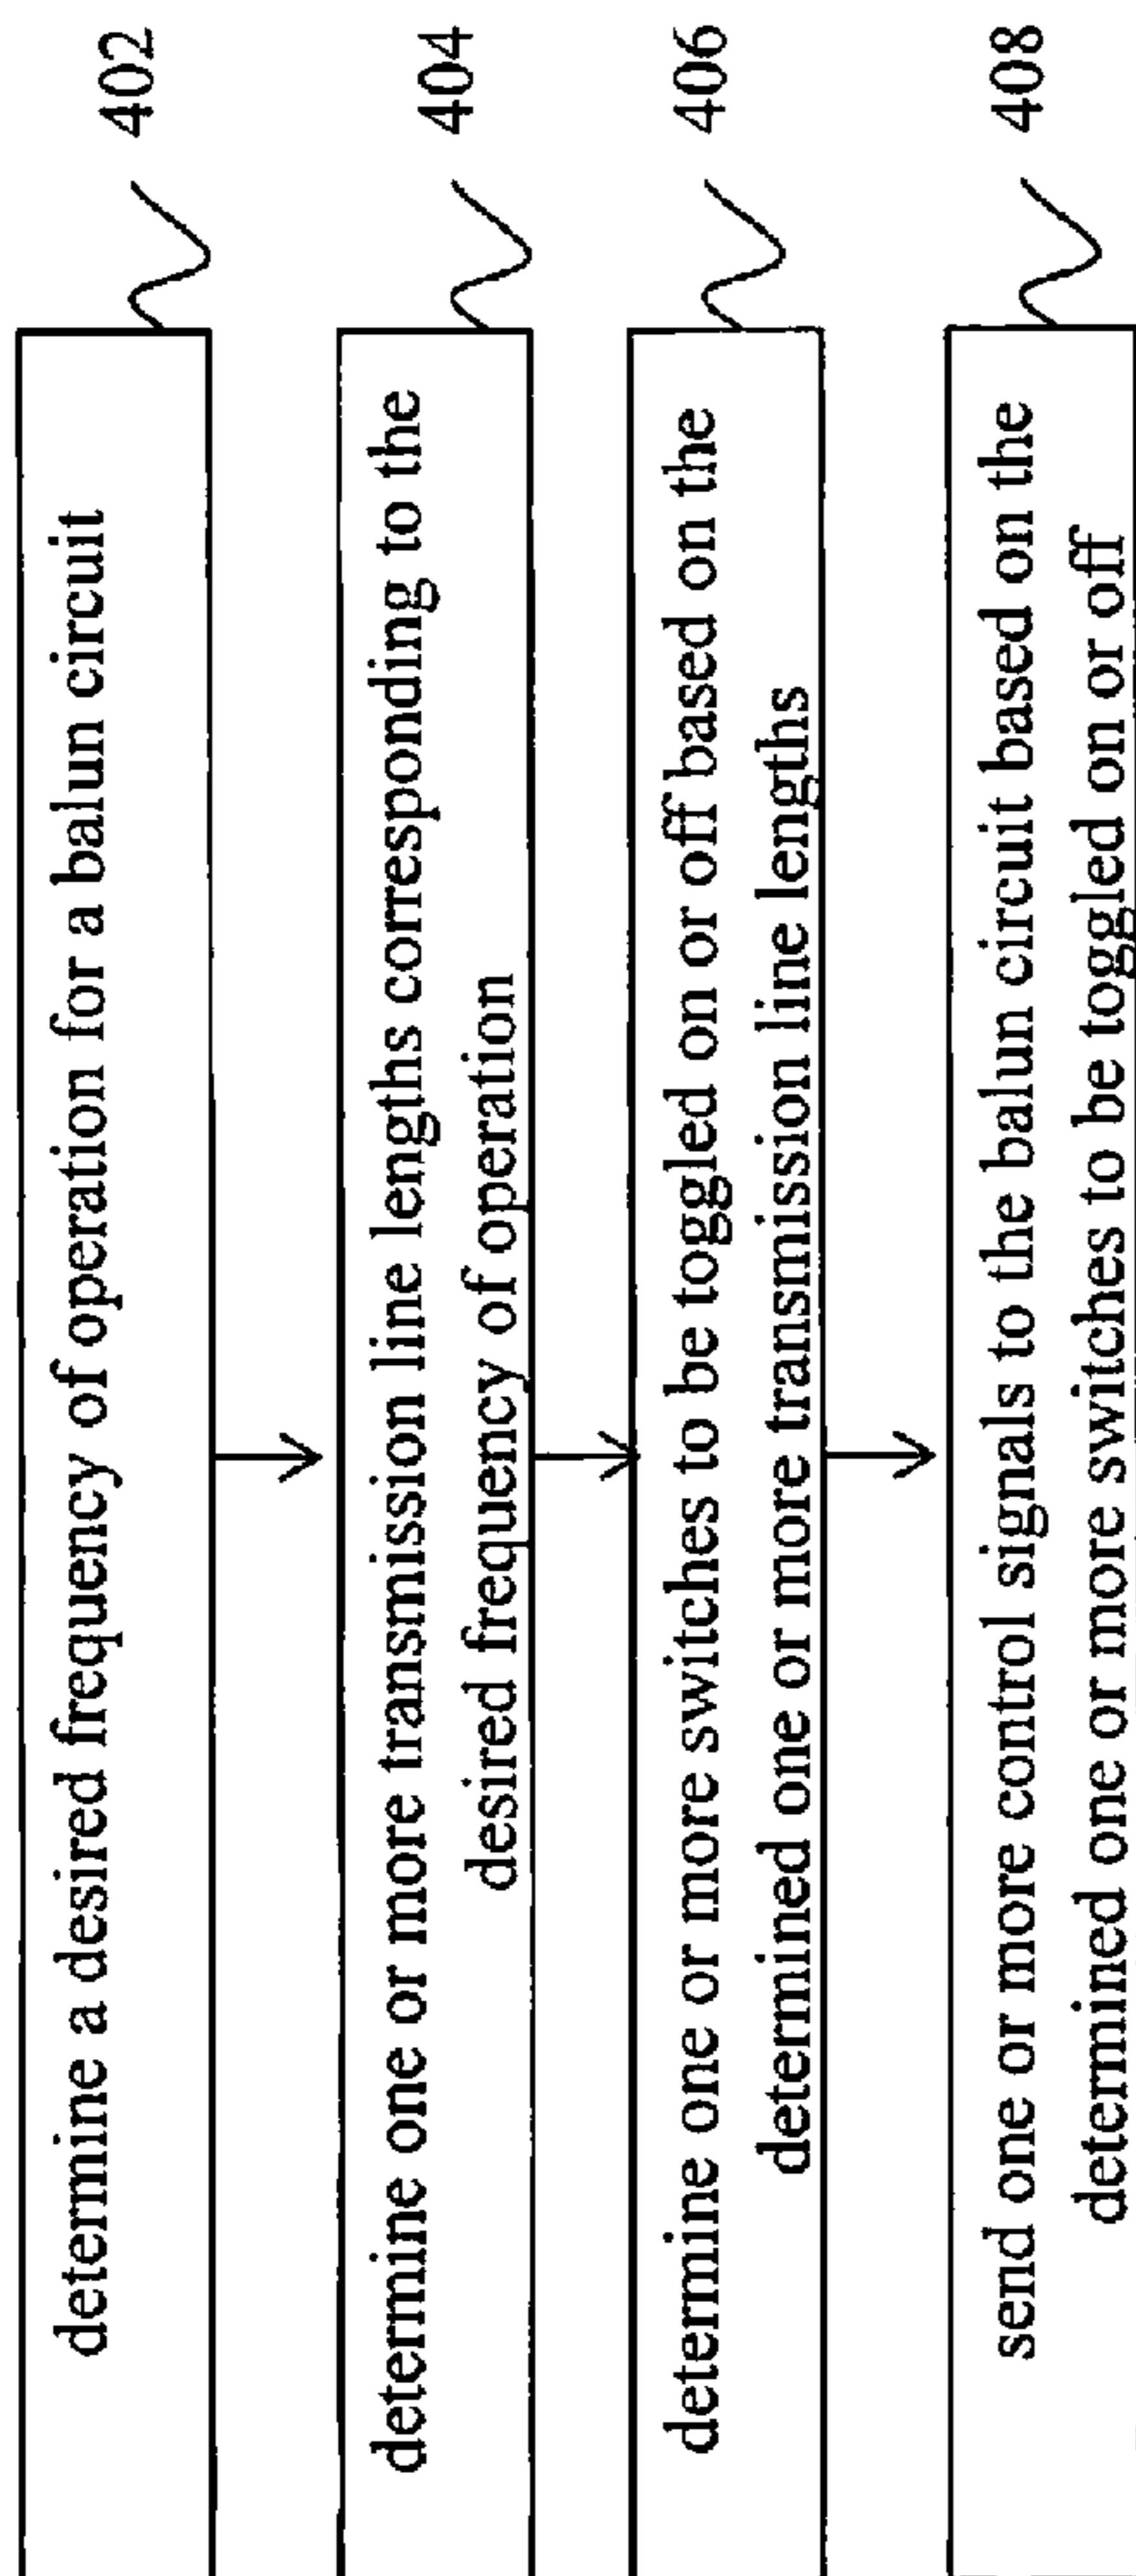 determine a desired frequency of operation for a balun circuit
402
determine one or more transmission line lengths corresponding to the
desired frequency of operation
404
determine one or more switches to be toggled on or off based on the
determined one or more transmission line lengths
406
send one or more control signals to the balun circuit based on the
determined one or more switches to be toggled on or off
408